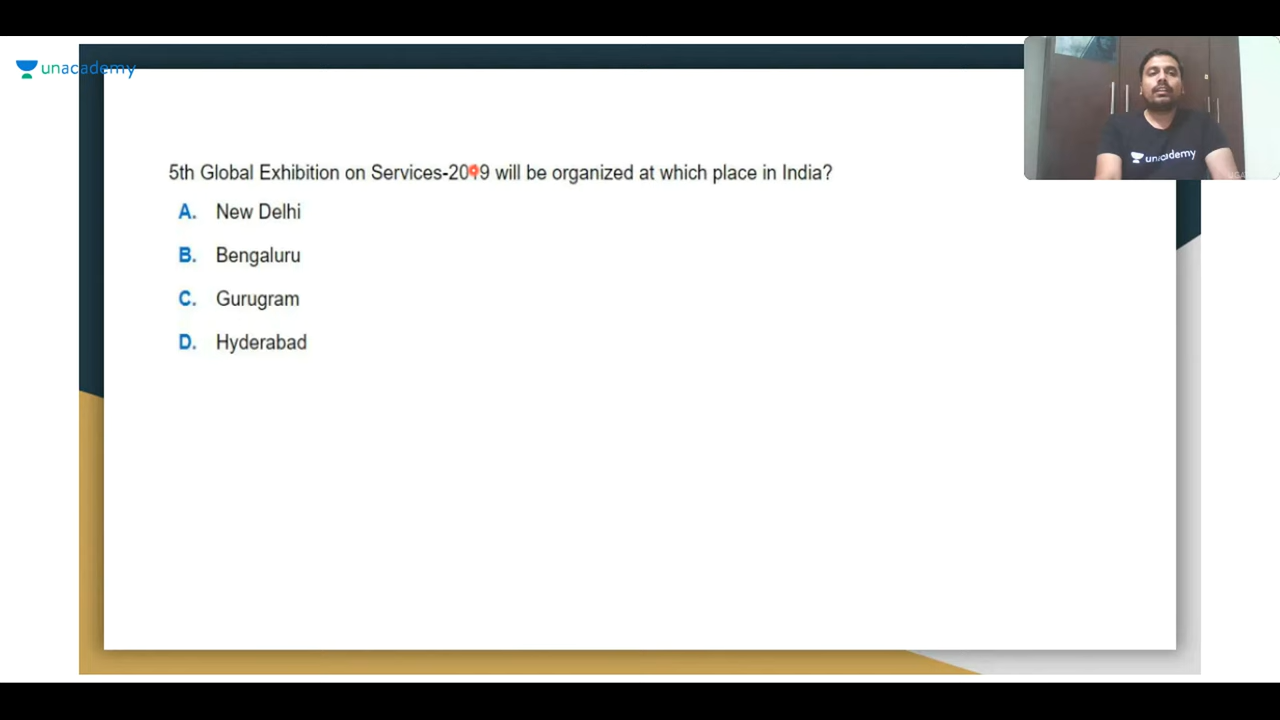 unacademy
5th Global Exhibition on Services-2019 will be organized at which place in India?
A. New Delhi
B. Bengaluru
C. Gurugram
D. Hyderabad
unacademy